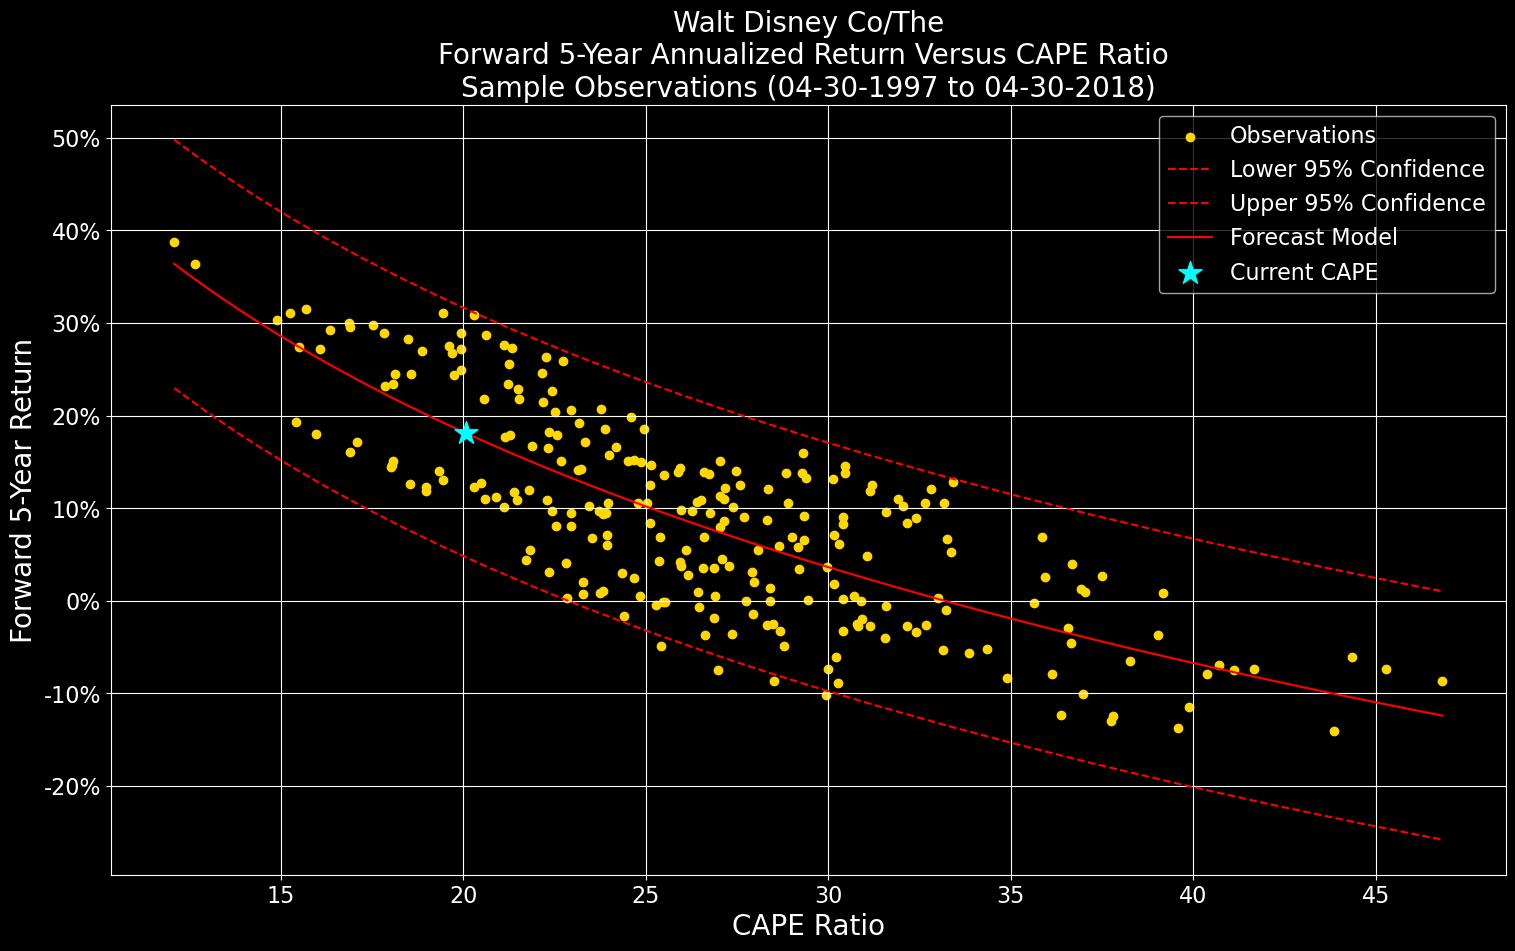 Walt Disney Co/The
Forward 5-Year Annualized Return Versus CAPE Ratio
Sample Observations (04-30-1997 to 04-30-2018)
Forward 5-Year Return
50%
40%
30%
20%
10%
0%
-10%
-20%
Observations
Lower 95% Confidence
Upper 95% Confidence
Forecast Model
Current CAPE
15 20 25 30 35 40 45
CAPE Ratio